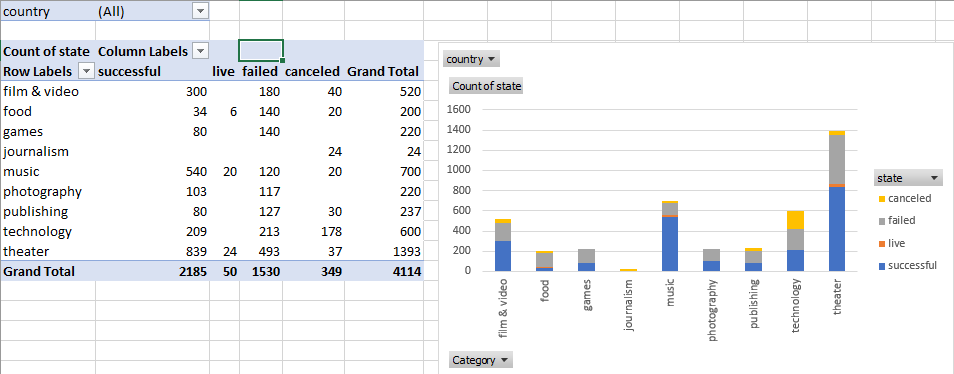 country (All)
Count of state Column Labels
Row Labels successful live failed canceled Grand Total
film & video 300 180 40 520
food 34 6 140 20 200
games 80 140 220
journalism 24 24
music 540 20 120 20 700
photography 103 117 220
publishing 80 127 30 237
technology 209 213 178 600
theater 839 24 493 37 1393
Grand Total 2185 50 1530 349 4114
country
Count of state
1600
1400
1200
1000
800
600
400
200
0
film & video
food
games
journalism
music
photography
publishing
technology
theater
state
canceled
failed
live
successful
Category